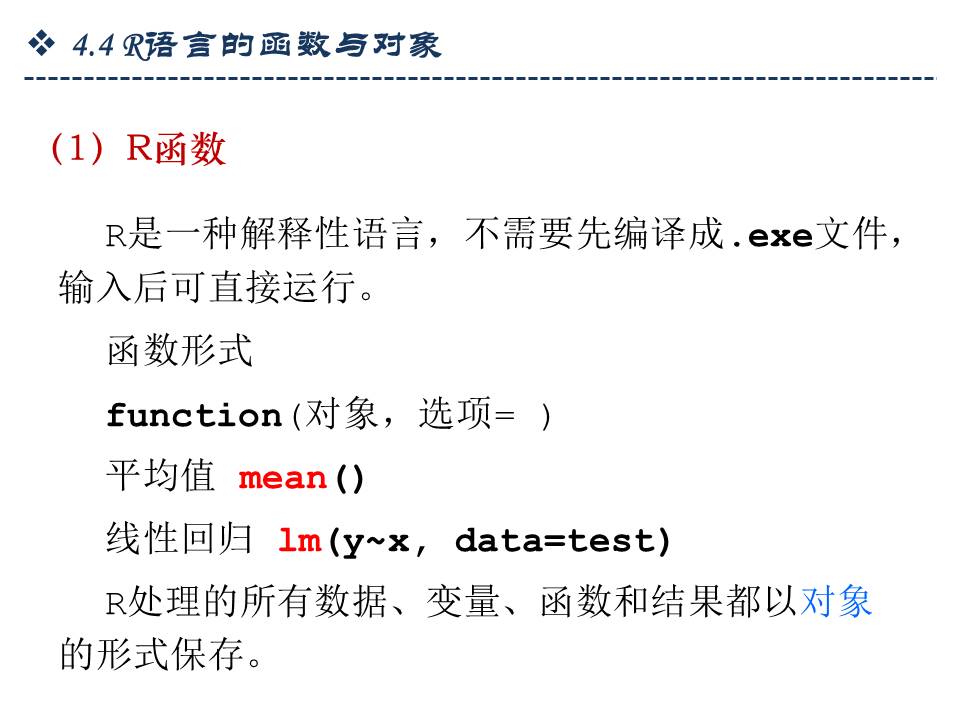 ❖ 4.4 R语言的函数与对象
（1）R函数
R是一种解释性语言，不需要先编译成.exe文件，
输入后可直接运行。
函数形式
function(对象，选项= )
平均值 mean()
线性回归 lm(y~x, data=test)
R处理的所有数据、变量、函数和结果都以对象
的形式保存。